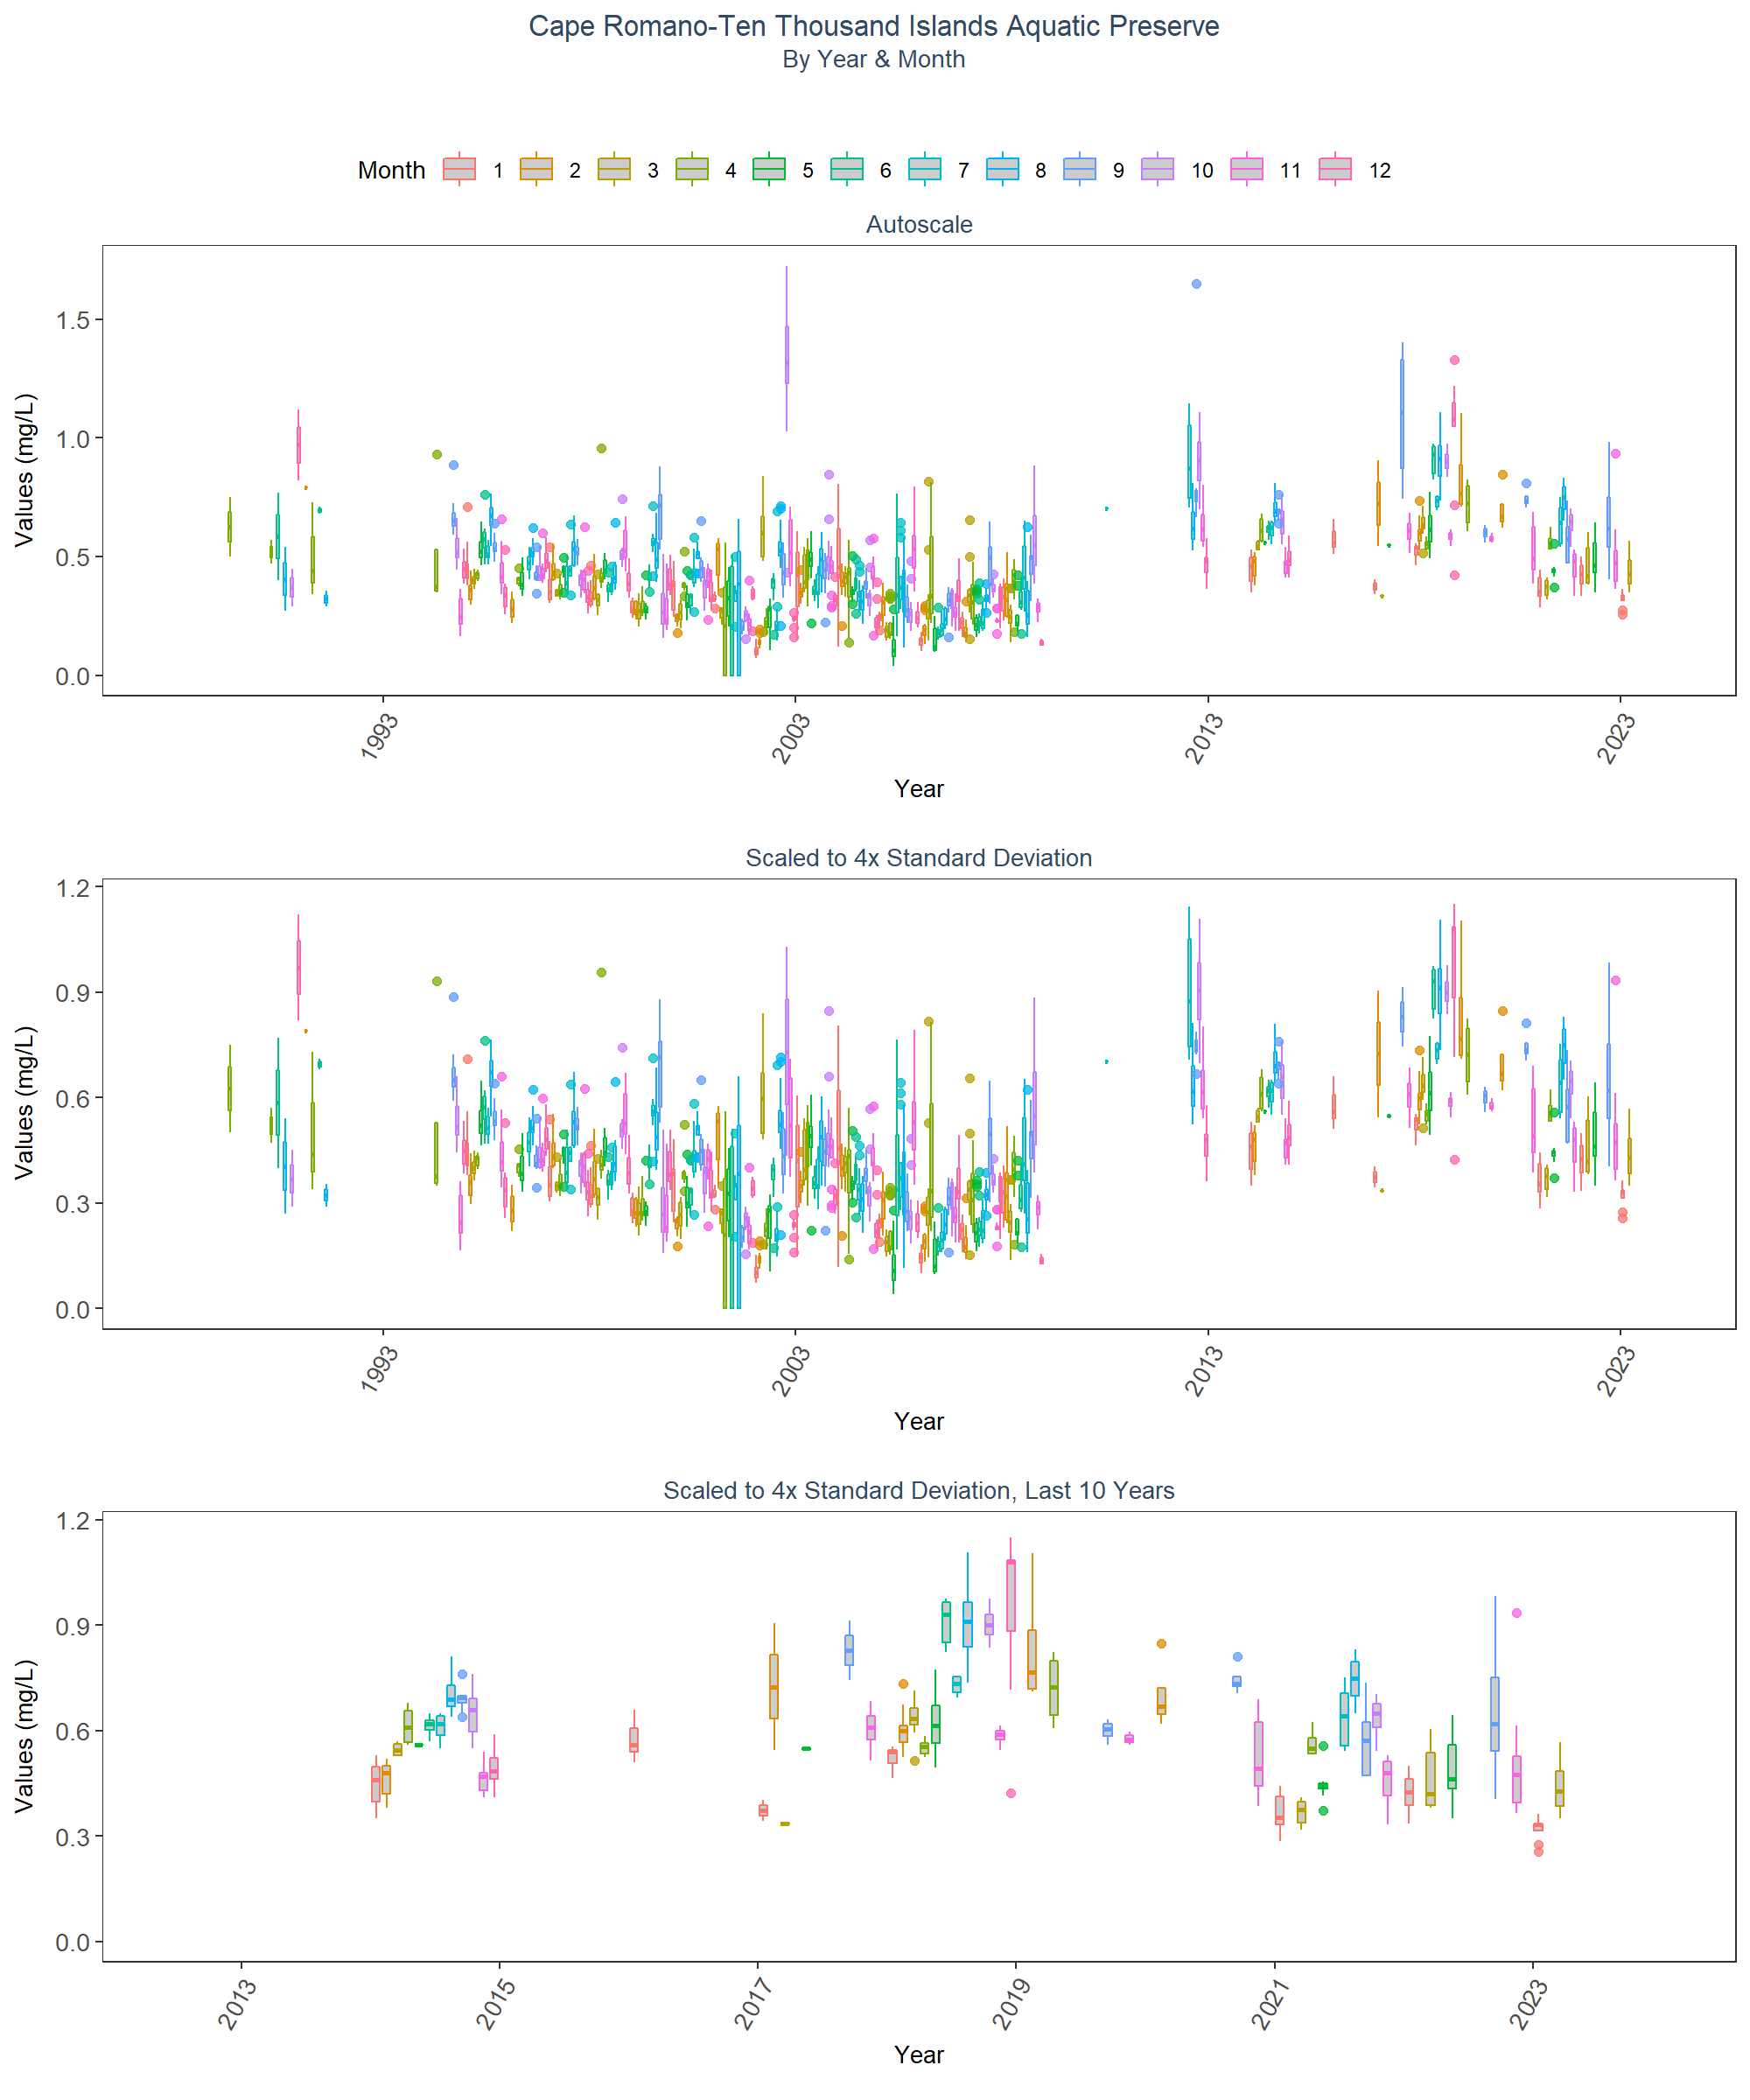 Cape Romano-Ten Thousand Islands Aquatic Preserve
By Year & Month
Month 1 2 3 4 5 6 7 8 9 10 11 12
Autoscale
Values (mg/L)
1.5
1.0
0.5
0.0
1993 2003 2013 2023
Year
Scaled to 4x Standard Deviation
Values (mg/L)
1.2
0.9
0.6
0.3
0.0
1993 2003 2013 2023
Year
Scaled to 4x Standard Deviation, Last 10 Years
Values (mg/L)
1.2
0.9
0.6
0.3
0.0
2013 2015 2017 2019 2021 2023
Year